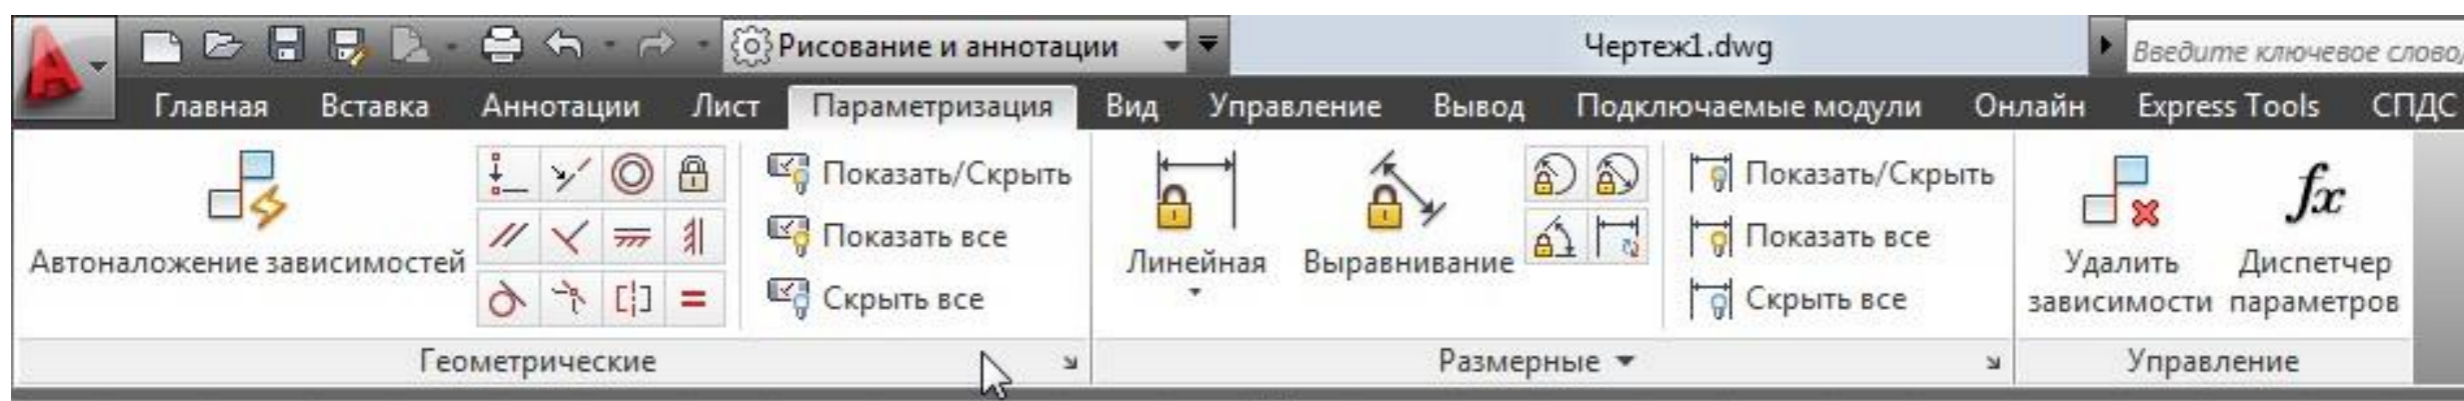 Рисование и аннотации
Чертеж1.dwg
Введите ключевое слово/
Главная Вставка Аннотации Лист Параметризация Вид Управление Вывод Подключаемые модули Онлайн Express Tools СПДС
Автоналожение зависимостей
Показать/Скрыть
Показать все
Скрыть все
Геометрические
Линейная
Выравнивание
Показать/Скрыть
Показать все
Скрыть все
Размерные
Удалить
зависимости
fx
Диспетчер
параметров
Управление